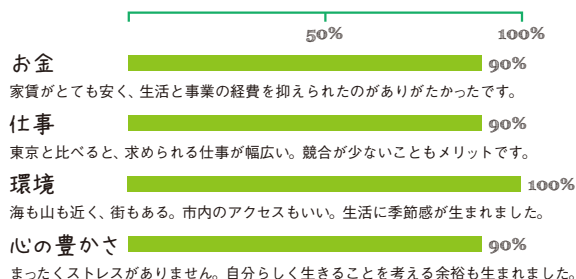 50% 100%
お金 90%
家賃がとても安く、生活と事業の経費を抑えられたのがありがたかったです。
仕事 90%
東京と比べると、求められる仕事が幅広い。競合が少ないこともメリットです。
環境 100%
海も山も近く、街もある。市内のアクセスもいい。生活に季節感が生まれました。
心の豊かさ 90%
まったくストレスがありません。自分らしく生きることを考える余裕も生まれました。